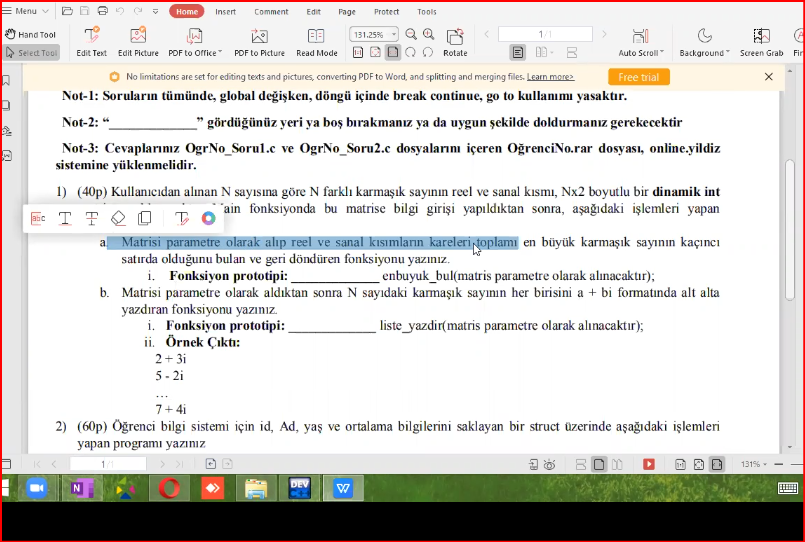 Menu
Home
Insert
Comment
Edit
Page
Protect
Tools
Hand Tool
Select Tool
Edit Text
Edit Picture
PDF to Office
PDF to Picture
Read Mode
131.25%
1/1
Rotate
Auto Scroll
Background
Screen Grab
No limitations are set for editing texts and pictures, converting PDF to Word, and splitting and merging files. Learn more>
Free trial
Not-1: Soruların tümünde, global değişken, döngü içinde break continue, go to kullanımı yasaktır.
Not-2: “_____________” gördüğünüz yeri ya boş bırakmanız ya da uygun şekilde doldurmanız gerekecektir
Not-3: Cevaplarınız OgrNo_Soru1.c ve OgrNo_Soru2.c dosyalarını içeren OğrenciNo.rar dosyası, online.yildiz
sistemine yüklenmelidir.
1) (40p) Kullanıcıdan alınan N sayısına göre N farklı karmaşık sayının reel ve sanal kısmı, Nx2 boyutlu bir dinamik int
fonksiyonda bu matrise bilgi girişi yapıldıktan sonra, aşağıdaki işlemleri yapan
a. Matrisi parametre olarak alıp reel ve sanal kısımların kareleri toplamı en büyük karmaşık sayının kaçıncı
satırda olduğunu bulan ve geri döndüren fonksiyonu yazınız.
i. Fonksiyon prototipi: _____________ enbuyuk_bul(matris parametre olarak alınacaktır);
b. Matrisi parametre olarak aldıktan sonra N sayıdaki karmaşık sayının her birisini a + bi formatında alt alta
yazdıran fonksiyonu yazınız.
i. Fonksiyon prototipi: _____________ liste_yazdir(matris parametre olarak alınacaktır);
ii. Örnek Çıktı:
2 + 3i
5 - 2i
…
7 + 4i
2) (60p) Öğrenci bilgi sistemi için id, Ad, yaş ve ortalama bilgilerini saklayan bir struct üzerinde aşağıdaki işlemleri
yapan programı yazınız
1/1
131%
DEV